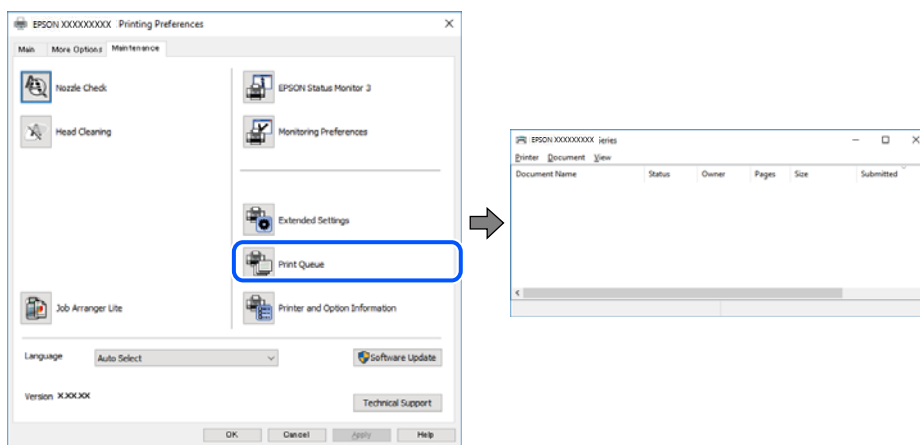 EPSON XXXXXXXXX Printing Preferences
Main More Options Maintenance
Nozzle Check
EPSON Status Monitor 3
Head Cleaning
Monitoring Preferences
Extended Settings
Print Queue
Job Arranger Lite
Printer and Option Information
Language Auto Select
Software Update
Version X.XX.XX
Technical Support
OK Cancel Apply Help
EPSON XXXXXXXXX ieries
Printer Document View
Document Name Status Owner Pages Size Submitted